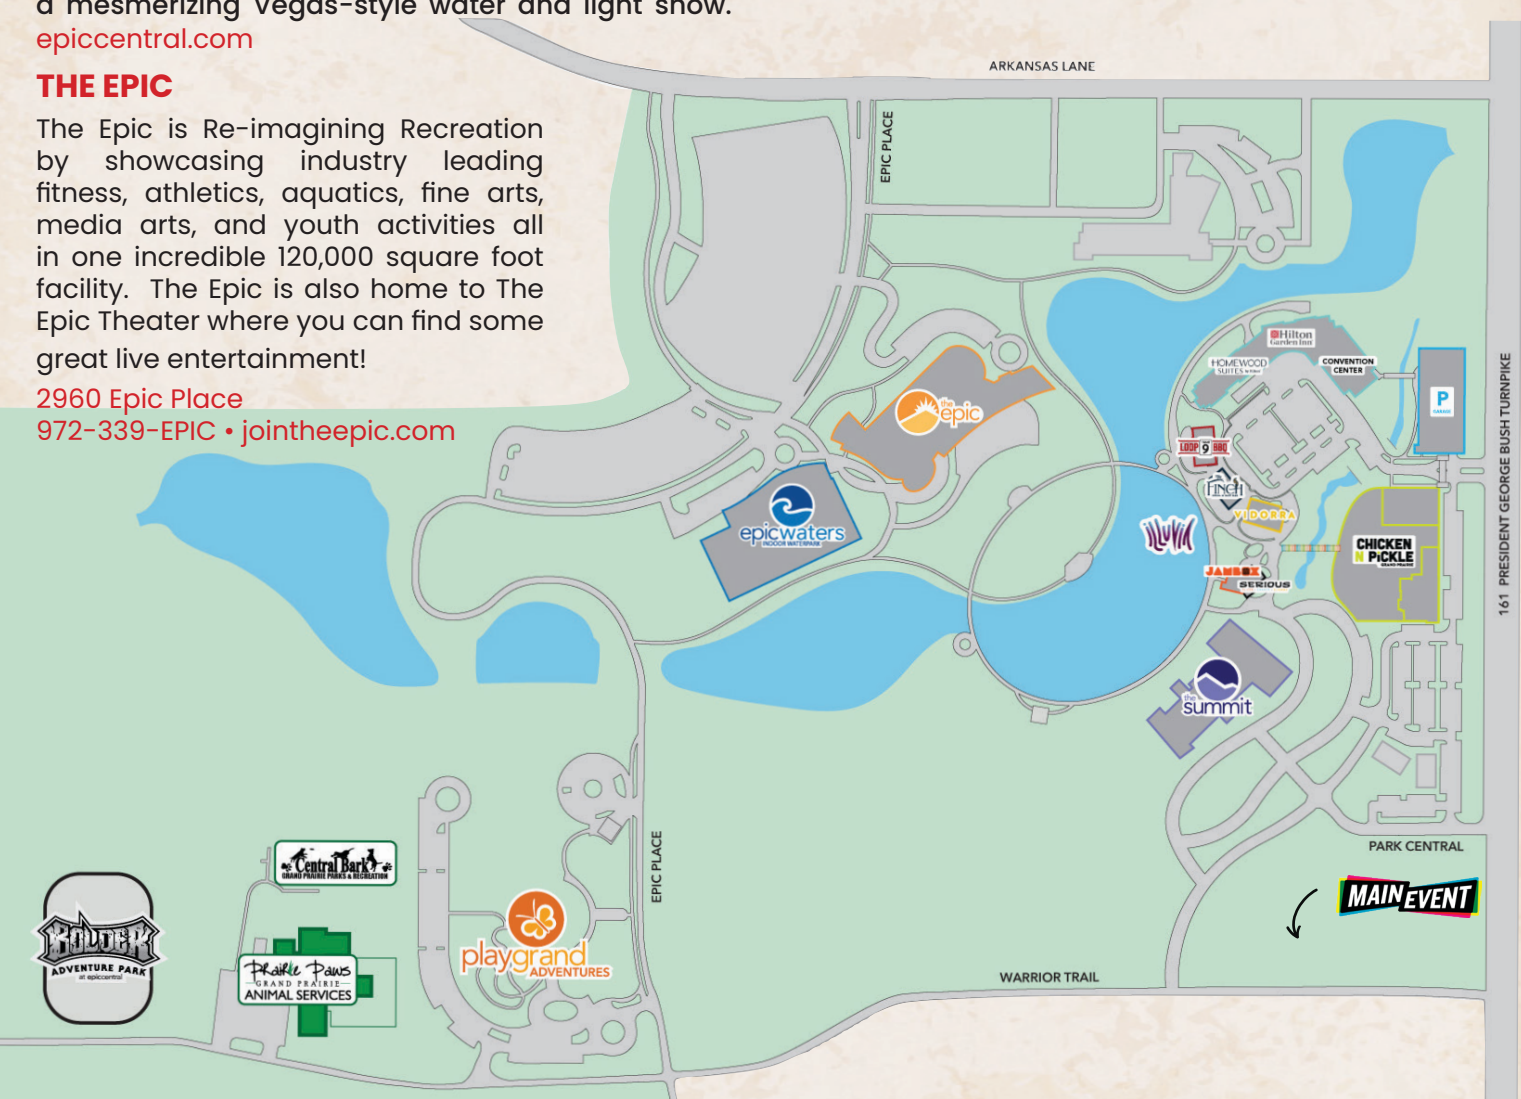 a mesmerizing Vegas-style water and light show.
epiccentral.com
THE EPIC
The Epic is Re-imagining Recreation
by showcasing industry leading
fitness, athletics, aquatics, fine arts,
media arts, and youth activities all
in one incredible 120,000 square foot
facility. The Epic is also home to The
Epic Theater where you can find some
great live entertainment!
2960 Epic Place
972-339-EPIC • jointheepic.com
ARKANSAS LANE
EPIC PLACE
161 PRESIDENT GEORGE BUSH TURNPIKE
Hilton
Garden Inn
HOMEWOOD
SUITES
CONVENTION
CENTER
P
GARAGE
the
epic
LOOP 9 BBQ
FINCH
VIDORRA
epicwaters
INDOOR WATERPARK
illuvia
CHICKEN
N PICKLE
GRAND PRAIRIE
JAMBOX
SERIOUS
the
summit
EPIC PLACE
PARK CENTRAL
Central Bark
GRAND PRAIRIE PARKS & RECREATION
MAIN EVENT
BOLDER
ADVENTURE PARK
at epiccentral
playgrand
ADVENTURES
Prairie Paws
GRAND PRAIRIE
ANIMAL SERVICES
WARRIOR TRAIL